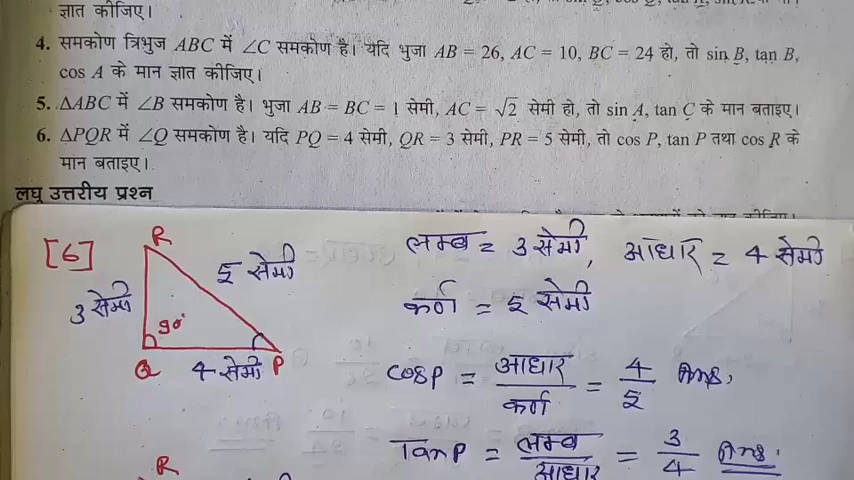 ज्ञात कीजिए।
4. समकोण त्रिभुज ABC में ∠C समकोण है। यदि भुजा AB = 26, AC = 10, BC = 24 हो, तो sin B, tan B,
cos A के मान ज्ञात कीजिए।
5. ΔABC में ∠B समकोण है। भुजा AB = BC = 1 सेमी, AC = √2 सेमी हो, तो sin A, tan C के मान बताइए।
6. ΔPQR में ∠Q समकोण है। यदि PQ = 4 सेमी, QR = 3 सेमी, PR = 5 सेमी, तो cos P, tan P तथा cos R के
मान बताइए।
लघु उत्तरीय प्रश्न
[6]
R
5 सेमी
3 सेमी
90°
Q 4 सेमी P
लम्ब = 3 सेमी, आधार = 4 सेमी
कर्ण = 5 सेमी
cosP = आधार/कर्ण = 4/5 Ans.
TanP = लम्ब/आधार = 3/4 Ans.
R